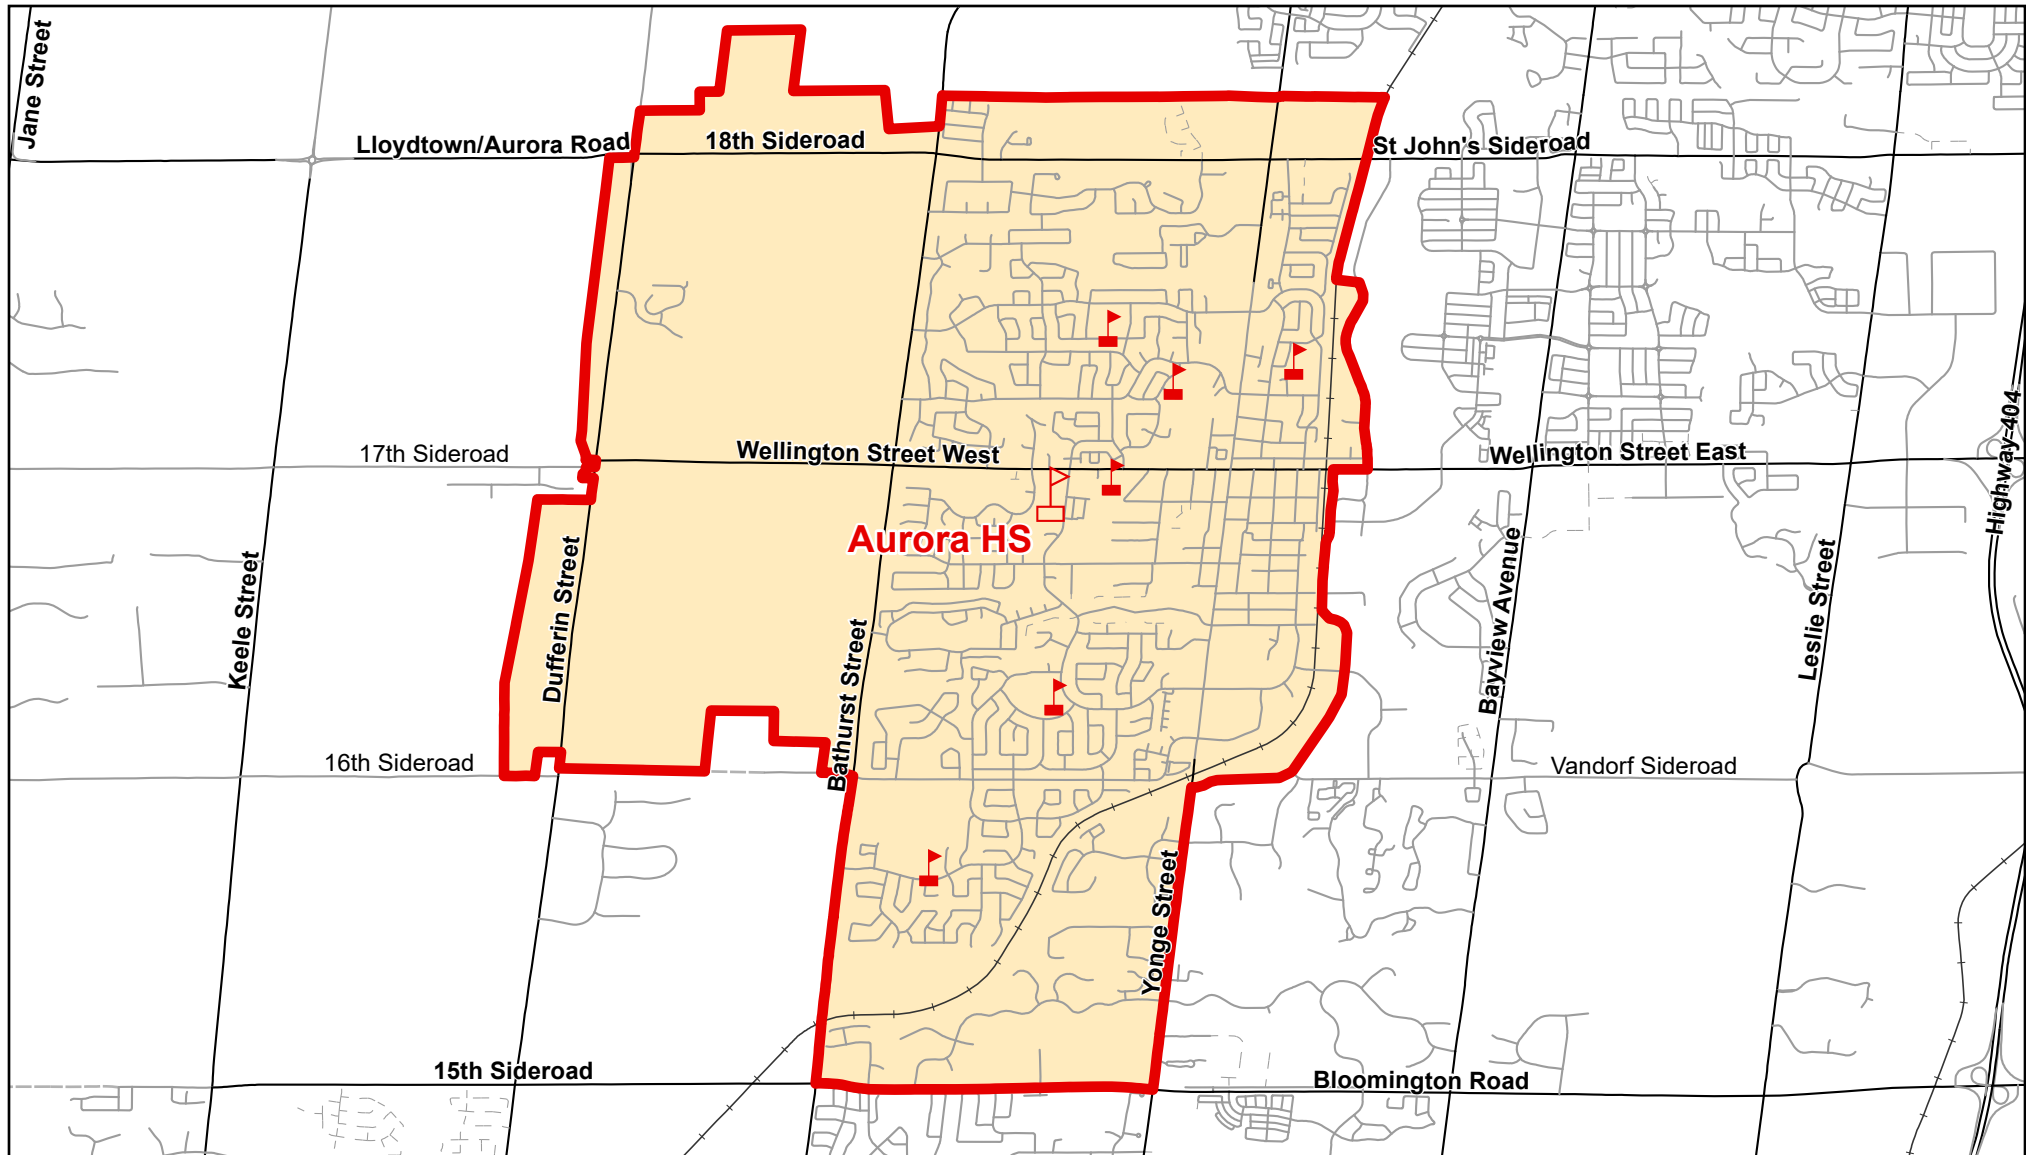 Jane Street
Lloydtown/Aurora Road
18th Sideroad
St John's Sideroad
17th Sideroad
Wellington Street West
Wellington Street East
Highway 404
Aurora HS
Keele Street
Dufferin Street
Bathurst Street
Bayview Avenue
Leslie Street
16th Sideroad
Vandorf Sideroad
Yonge Street
15th Sideroad
Bloomington Road